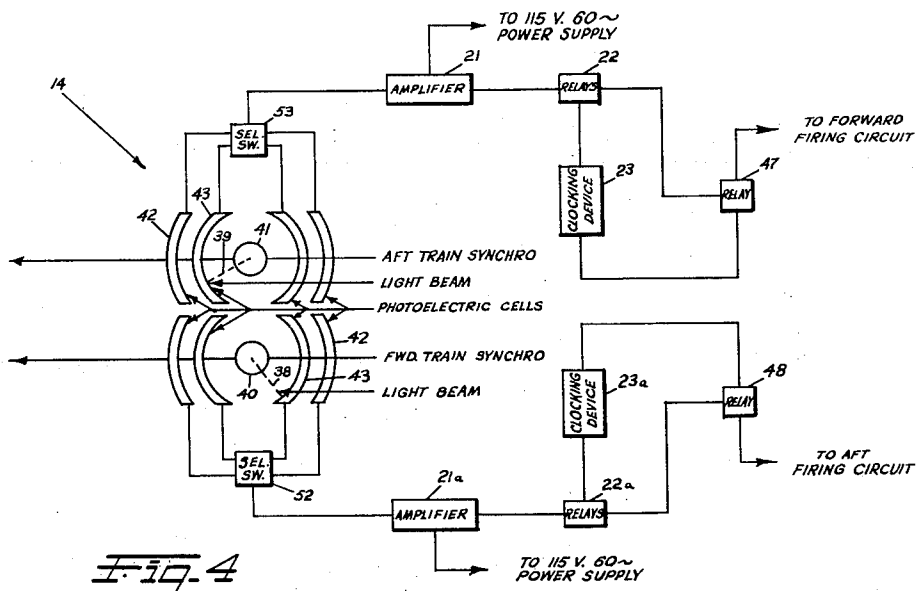 TO 115 V. 60~
POWER SUPPLY
21
22
14
AMPLIFIER
RELAYS
53
SEL.
SW.
TO FORWARD
FIRING CIRCUIT
47
23
CLOCKING
DEVICE
RELAY
42
43
39
41
AFT TRAIN SYNCHRO
LIGHT BEAM
PHOTOELECTRIC CELLS
42
FWD. TRAIN SYNCHRO
38
40
43
LIGHT BEAM
23a
CLOCKING
DEVICE
48
RELAY
SEL.
SW.
52
21a
22a
TO AFT
FIRING CIRCUIT
AMPLIFIER
RELAYS
Fig. 4
TO 115 V. 60~
POWER SUPPLY